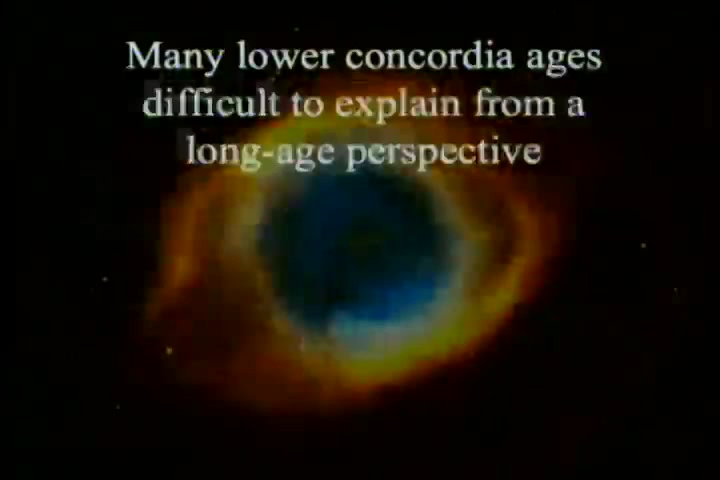 Many lower concordia ages
difficult to explain from a
long-age perspective